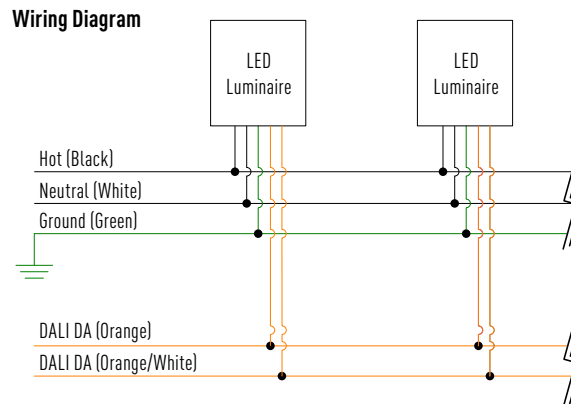 Wiring Diagram
LED
Luminaire
LED
Luminaire
Hot (Black)
Neutral (White)
Ground (Green)
DALI DA (Orange)
DALI DA (Orange/White)